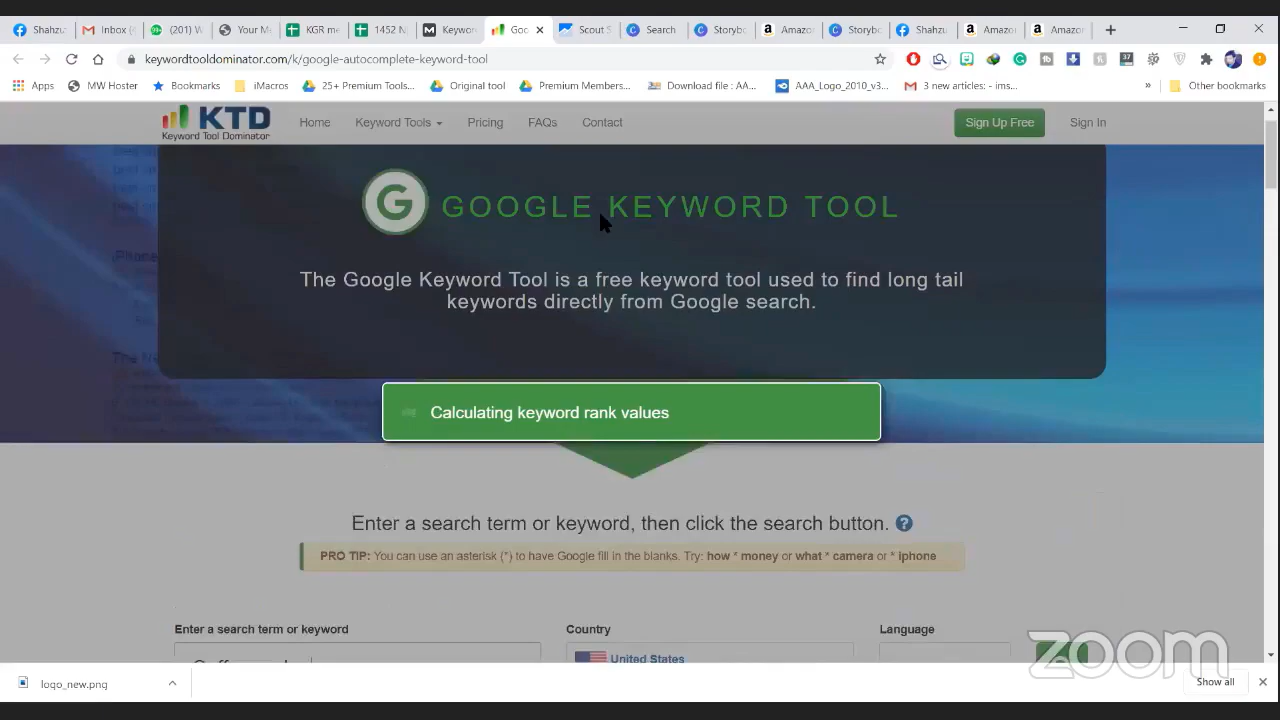 Shahzu
Inbox (
(201) W
Your M
KGR me
1452 N
Keywor
Goo
Scout S
Search
Storyb
Amazo
Storyb
Shahzu
Amazo
Amazo
keywordtooldominator.com/k/google-autocomplete-keyword-tool
Apps
MW Hoster
Bookmarks
iMacros
25+ Premium Tools...
Original tool
Premium Members...
Download file : AA...
AAA_Logo_2010_v3...
3 new articles: - ims...
»
Other bookmarks
KTD
Keyword Tool Dominator
Home
Keyword Tools
Pricing
FAQs
Contact
Sign Up Free
Sign In
G GOOGLE KEYWORD TOOL
The Google Keyword Tool is a free keyword tool used to find long tail
keywords directly from Google search.
Calculating keyword rank values
Enter a search term or keyword, then click the search button. ?
PRO TIP: You can use an asterisk (*) to have Google fill in the blanks. Try: how * money or what * camera or * iphone
Enter a search term or keyword
Country
Language
United States
zoom
logo_new.png
Show all